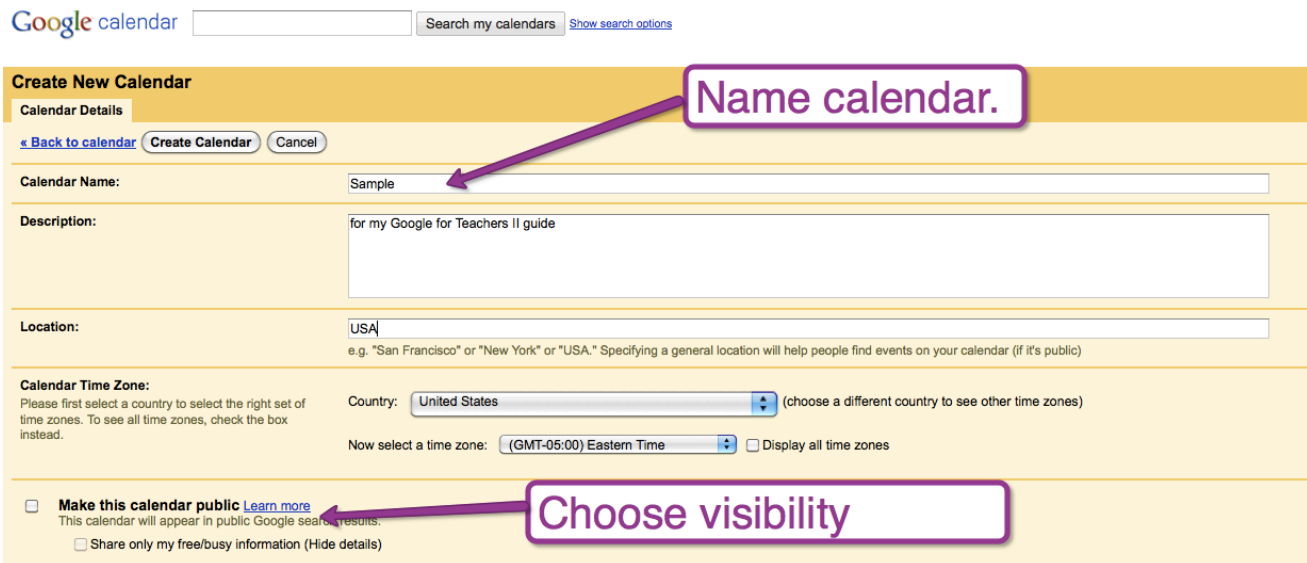 Google calendar Search my calendars Show search options
Create New Calendar
Name calendar.
Calendar Details
« Back to calendar Create Calendar Cancel
Calendar Name: Sample
Description: for my Google for Teachers II guide
Location: USA
e.g. "San Francisco" or "New York" or "USA." Specifying a general location will help people find events on your calendar (if it's public)
Calendar Time Zone:
Please first select a country to select the right set of
time zones. To see all time zones, check the box
instead.
Country: United States (choose a different country to see other time zones)
Now select a time zone: (GMT-05:00) Eastern Time Display all time zones
Make this calendar public Learn more
This calendar will appear in public Google search results.
Choose visibility
Share only my free/busy information (Hide details)